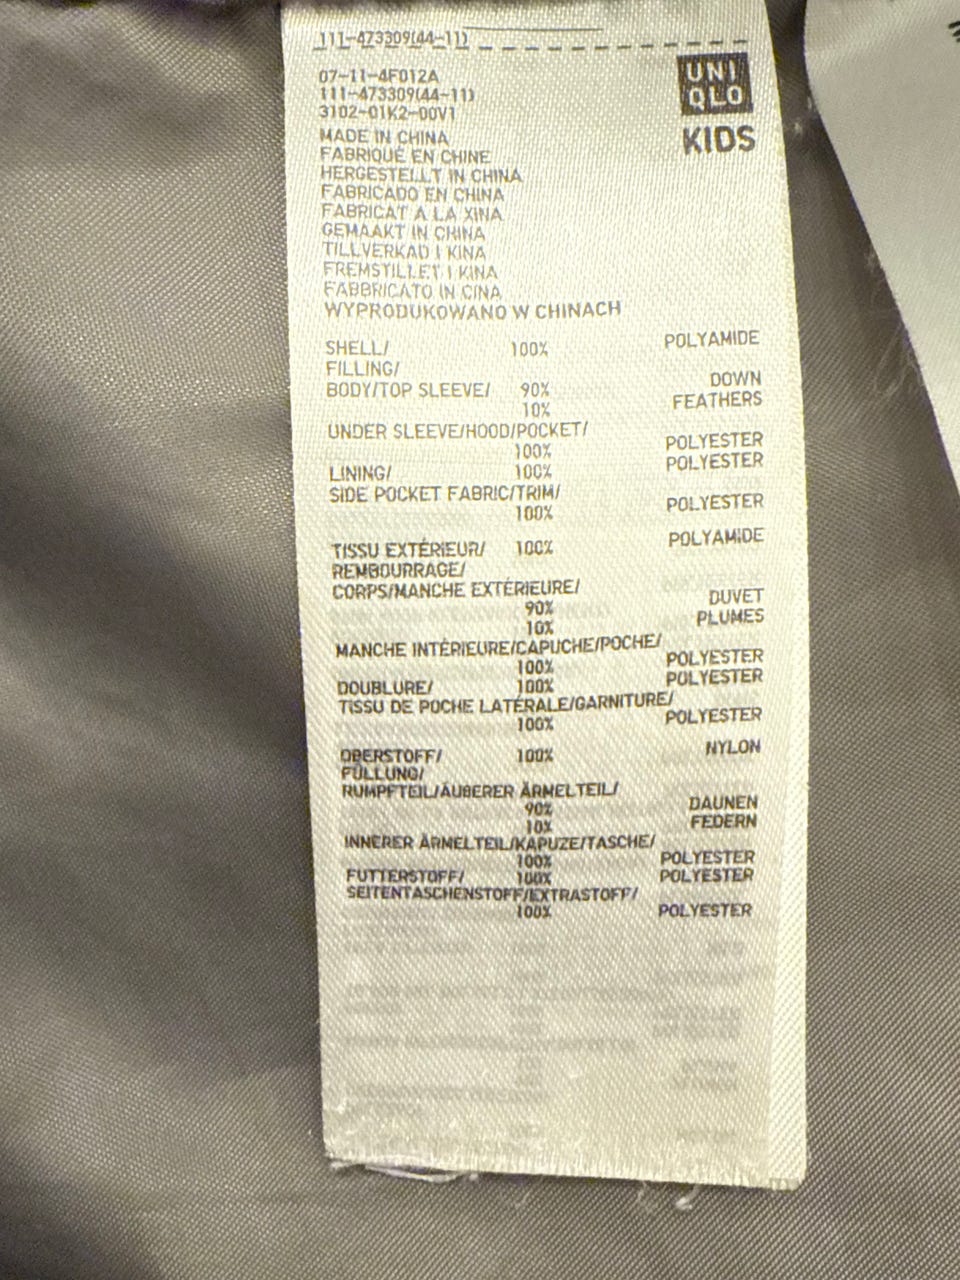 111-473309(44-11)
UNI
QLO
KIDS
07-11-4F012A
111-473309(44-11)
3102-01K2-00V1
MADE IN CHINA
FABRIQUÉ EN CHINE
HERGESTELLT IN CHINA
FABRICADO EN CHINA
FABRICAT A LA XINA
GEMAAKT IN CHINA
TILLVERKAD I KINA
FREMSTILLET I KINA
FABBRICATO IN CINA
WYPRODUKOWANO W CHINACH
SHELL/ 100% POLYAMIDE
FILLING/
BODY/TOP SLEEVE/ 90% DOWN
10% FEATHERS
UNDER SLEEVE/HOOD/POCKET/
100% POLYESTER
LINING/ 100% POLYESTER
SIDE POCKET FABRIC/TRIM/
100% POLYESTER
TISSU EXTÉRIEUR/ 100% POLYAMIDE
REMBOURRAGE/
CORPS/MANCHE EXTÉRIEURE/
90% DUVET
10% PLUMES
MANCHE INTÉRIEURE/CAPUCHE/POCHE/
100% POLYESTER
DOUBLURE/ 100% POLYESTER
TISSU DE POCHE LATÉRALE/GARNITURE/
100% POLYESTER
OBERSTOFF/ 100% NYLON
FÜLLUNG/
RUMPFTEIL/ÄUßERER ÄRMELTEIL/
90% DAUNEN
10% FEDERN
INNERER ÄRMELTEIL/KAPUZE/TASCHE/
100% POLYESTER
FUTTERSTOFF/ 100% POLYESTER
SEITENTASCHENSTOFF/EXTRASTOFF/
100% POLYESTER